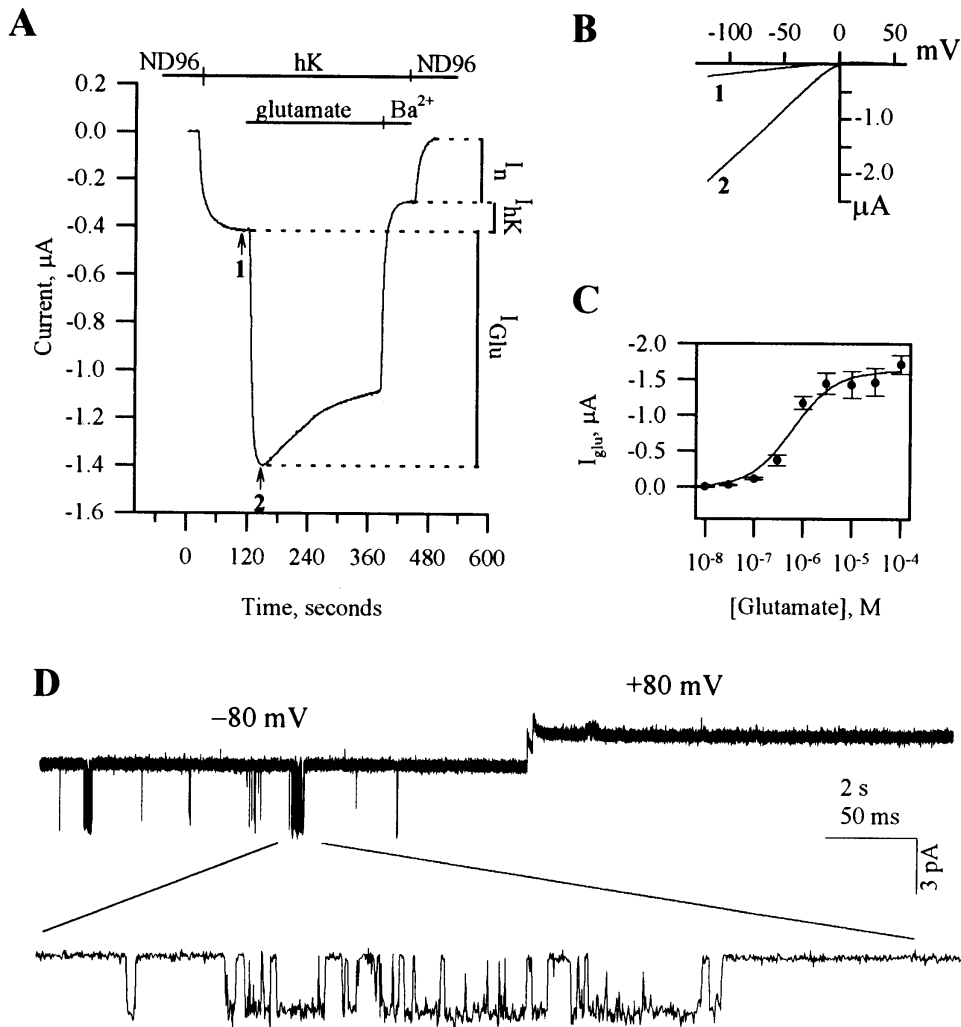 A
ND96 hK ND96
glutamate Ba²⁺
0.2
0.0
-0.2
-0.4
-0.6
-0.8
-1.0
-1.2
-1.4
-1.6
Current, µA
1
2
I_n
I_hK
I_Glu
0 120 240 360 480 600
Time, seconds
B
-100 -50 0 50 mV
1
2
-1.0
-2.0
µA
C
-2.0
-1.5
-1.0
-0.5
0.0
I_glu, µA
10⁻⁸ 10⁻⁷ 10⁻⁶ 10⁻⁵ 10⁻⁴
[Glutamate], M
D
−80 mV
+80 mV
2 s
50 ms
3 pA